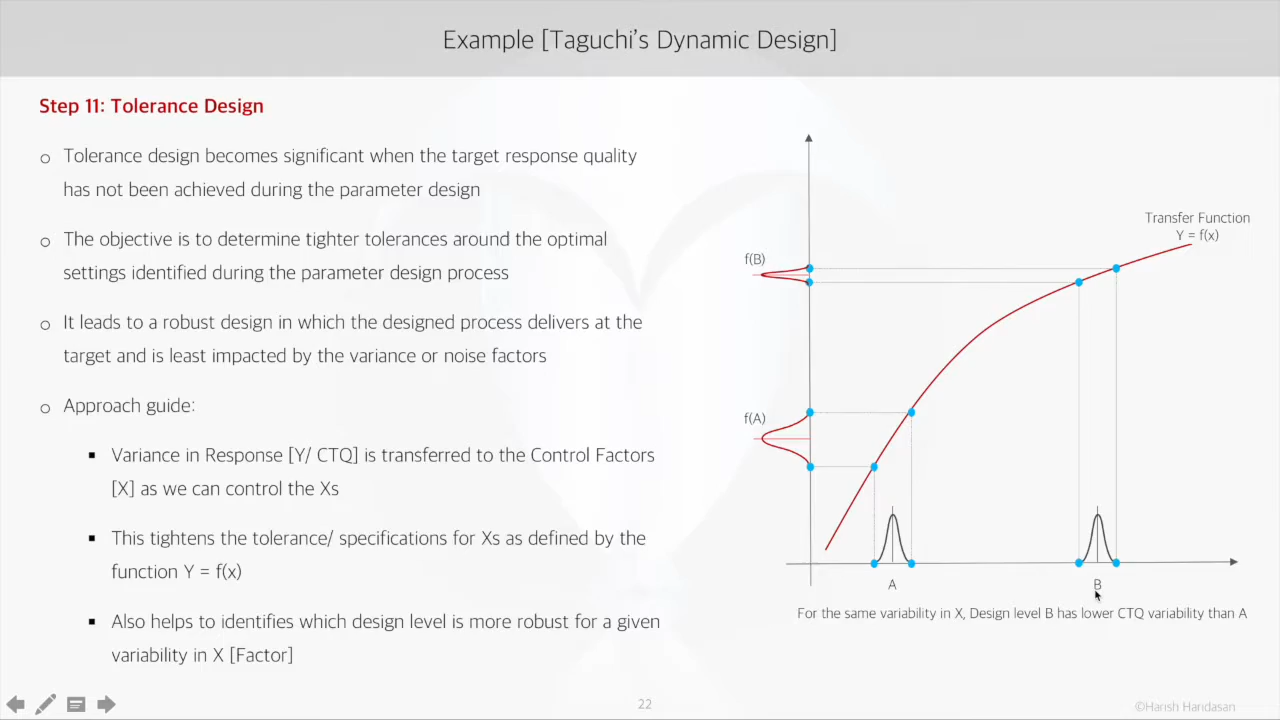 Example [Taguchi's Dynamic Design]
Step 11: Tolerance Design
Tolerance design becomes significant when the target response quality
has not been achieved during the parameter design
The objective is to determine tighter tolerances around the optimal
settings identified during the parameter design process
It leads to a robust design in which the designed process delivers at the
target and is least impacted by the variance or noise factors
Approach guide:
Variance in Response [Y/ CTQ] is transferred to the Control Factors
[X] as we can control the Xs
This tightens the tolerance/ specifications for Xs as defined by the
function Y = f(x)
Also helps to identifies which design level is more robust for a given
variability in X [Factor]
Transfer Function
Y = f(x)
f(B)
f(A)
A
B
For the same variability in X, Design level B has lower CTQ variability than A
22
©Harish Haridasan